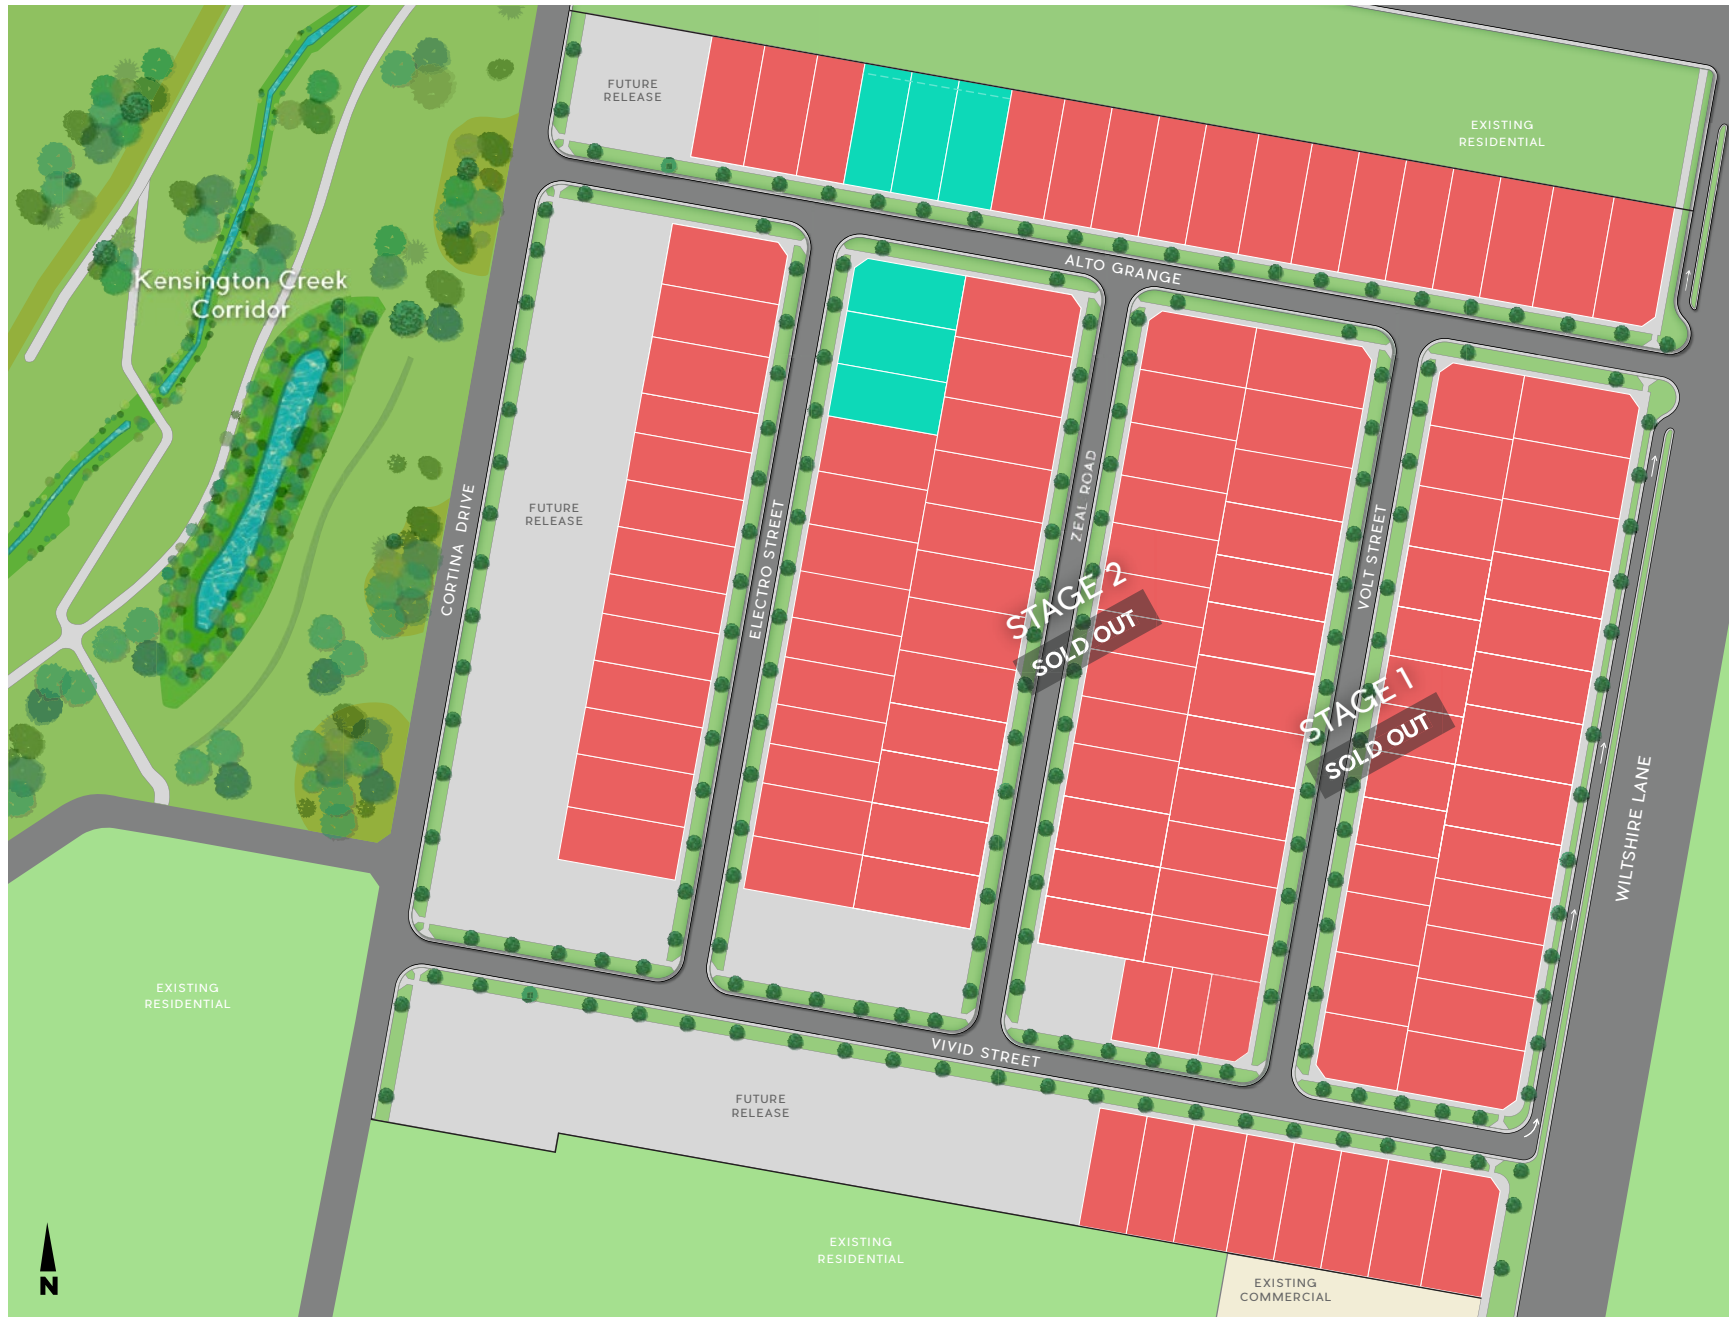 FUTURE
RELEASE
EXISTING
RESIDENTIAL
ALTO GRANGE
Kensington Creek
Corridor
FUTURE
RELEASE
CORTINA DRIVE
ELECTRO STREET
ZEAL ROAD
VOLT STREET
STAGE 2
SOLD OUT
STAGE 1
SOLD OUT
WILTSHIRE LANE
EXISTING
RESIDENTIAL
VIVID STREET
FUTURE
RELEASE
EXISTING
RESIDENTIAL
EXISTING
COMMERCIAL
N